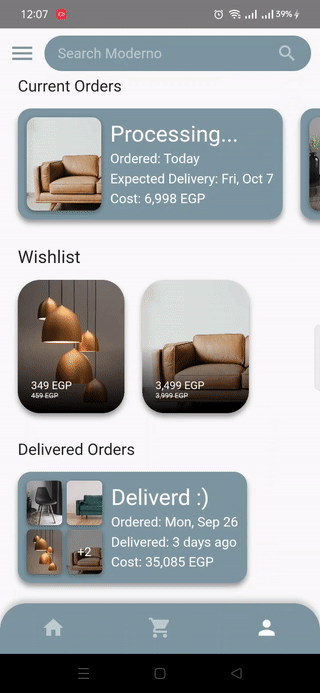 12:07
39%
Search Moderno
Current Orders
Processing...
Ordered: Today
Expected Delivery: Fri, Oct 7
Cost: 6,998 EGP
Wishlist
349 EGP
459 EGP
3,499 EGP
3,999 EGP
Delivered Orders
+2
Deliverd :)
Ordered: Mon, Sep 26
Delivered: 3 days ago
Cost: 35,085 EGP